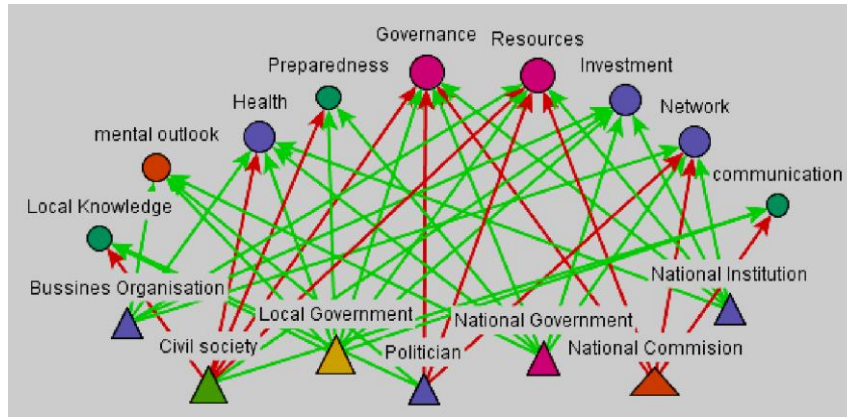 Governance
Resources
Preparedness
Investment
Health
Network
mental outlook
communication
Local Knowledge
National Institution
Bussines Organisation
Local Government
National Government
Civil society
Politician
National Commision